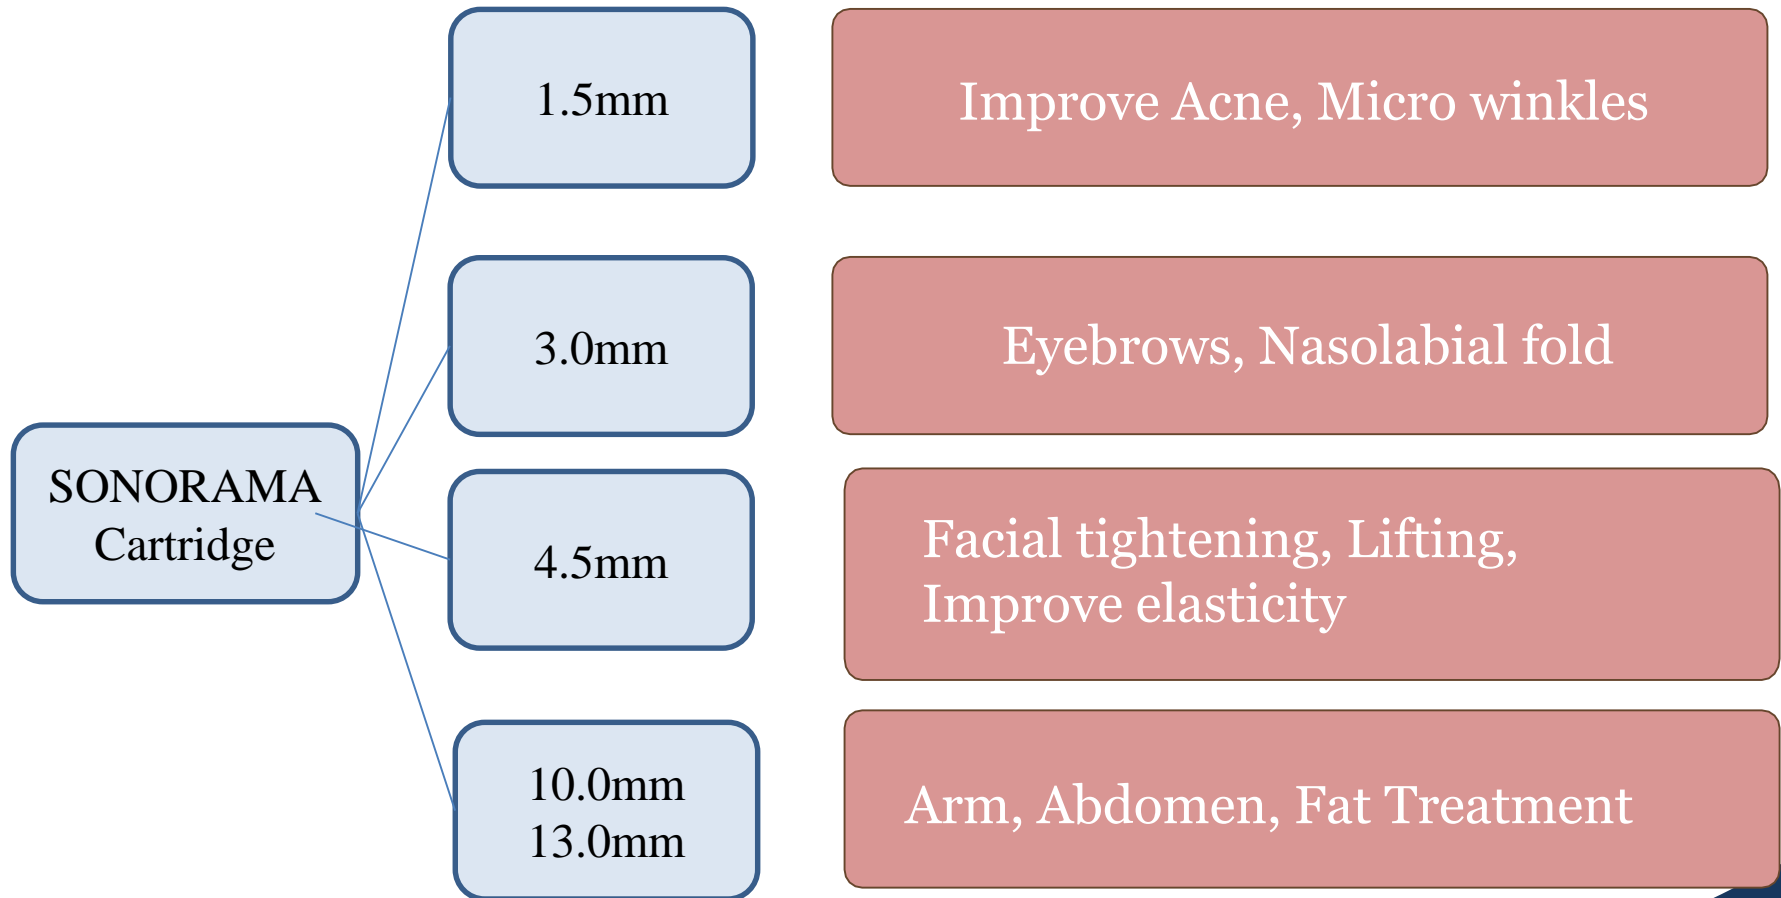 1.5mm
Improve Acne, Micro winkles
3.0mm
Eyebrows, Nasolabial fold
SONORAMA
Cartridge
4.5mm
Facial tightening, Lifting,
Improve elasticity
10.0mm
13.0mm
Arm, Abdomen, Fat Treatment